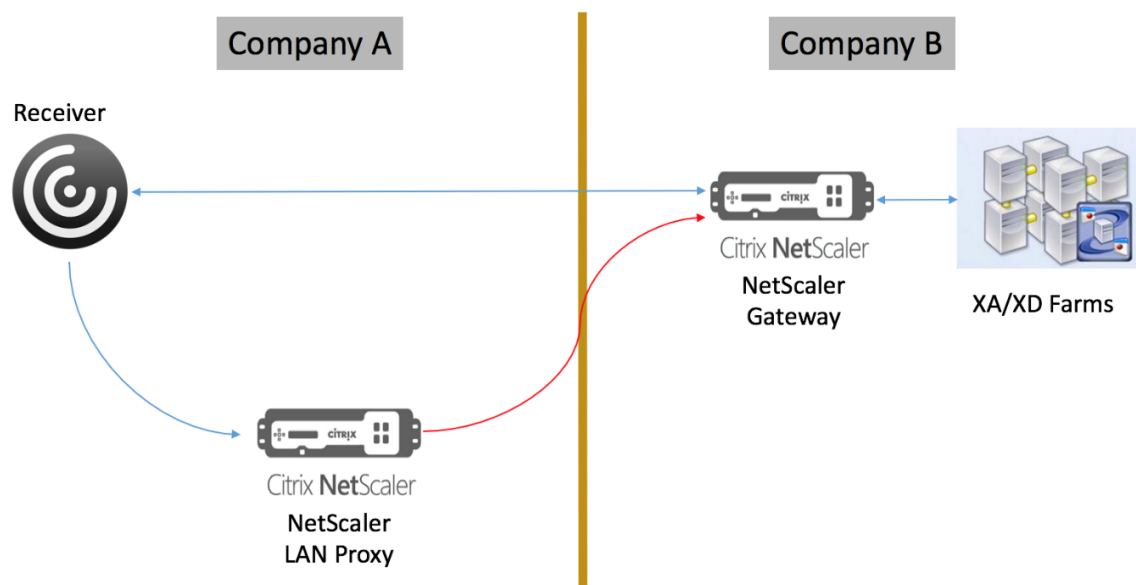 Company A
Company B
Receiver
CITRIX
Citrix NetScaler
NetScaler
Gateway
XA/XD Farms
CITRIX
Citrix NetScaler
NetScaler
LAN Proxy